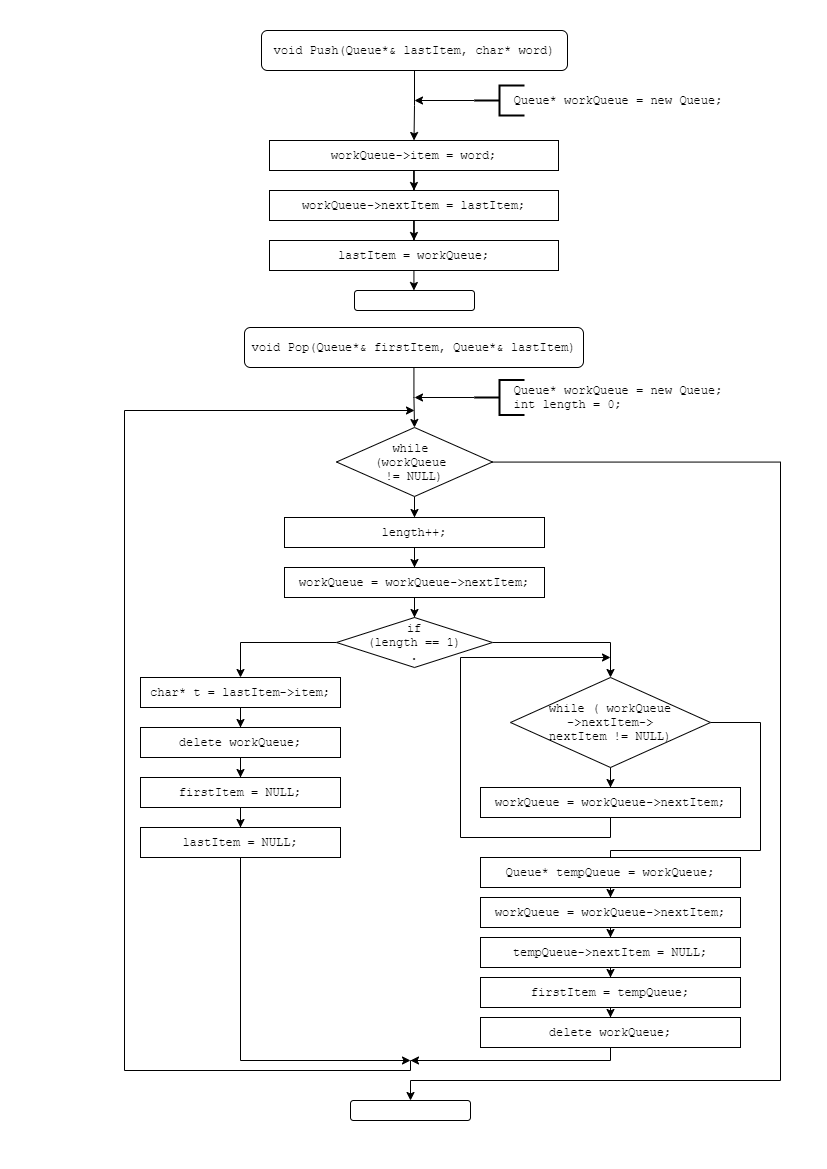 void Push(Queue*& lastItem, char* word)
Queue* workQueue = new Queue;
workQueue->item = word;
workQueue->nextItem = lastItem;
lastItem = workQueue;
void Pop(Queue*& firstItem, Queue*& lastItem)
Queue* workQueue = new Queue;
int length = 0;
while
(workQueue
!= NULL)
length++;
workQueue = workQueue->nextItem;
if
(length == 1)
.
char* t = lastItem->item;
delete workQueue;
firstItem = NULL;
lastItem = NULL;
while ( workQueue
->nextItem->
nextItem != NULL)
workQueue = workQueue->nextItem;
Queue* tempQueue = workQueue;
workQueue = workQueue->nextItem;
tempQueue->nextItem = NULL;
firstItem = tempQueue;
delete workQueue;